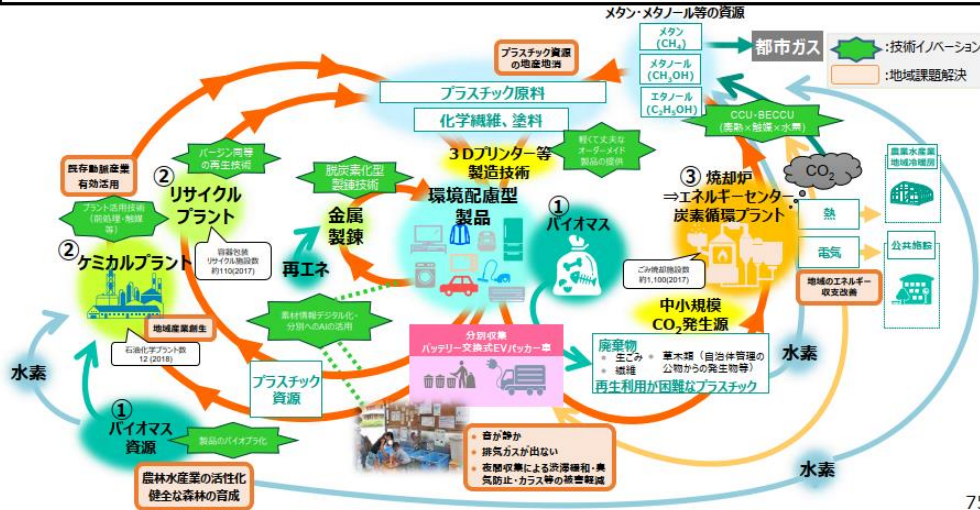 メタン・メタノール等の資源
メタン
(CH₄)
メタノール
(CH₃OH)
エタノール
(C₂H₅OH)
都市ガス
:技術イノベーション
:地域課題解決
プラスチック資源
の地産地消
プラスチック原料
化学繊維、塗料
CCU・BECCU
(廃熱×触媒×水素)
CO₂
農業水産業
地域冷暖房
既存動脈産業
有効活用
バージン同等
の再生技術
脱炭素化型
製錬技術
3Dプリンター等
製造技術
軽くて丈夫な
オーダーメイド
製品の提供
②
リサイクル
プラント
金属
製錬
環境配慮型
製品
①
バイオマス
③ 焼却炉
⇒エネルギーセンター
炭素循環プラント
熱
電気
公共施設
プラント活用技術
(前処理・触媒
等)
②
ケミカルプラント
容器包装
リサイクル施設数
約110(2017)
再エネ
ごみ焼却施設数
約1,100(2017)
地域のエネルギー
収支改善
地域産業創生
石油化学プラント数
12 (2018)
素材情報デジタル化・
分別へのAIの活用
中小規模
CO₂発生源
分別収集
バッテリー交換式EVパッカー車
廃棄物
• 生ごみ
• 繊維
• 草木類(自治体管理の
公物からの発生物等)
再生利用が困難なプラスチック
水素
水素
プラスチック
資源
①
バイオマス
資源
製品のバイオプラ化
• 音が静か
• 排気ガスが出ない
• 夜間収集による渋滞緩和・臭
気防止・カラス等の被害軽減
水素
農林水産業の活性化
健全な森林の育成
75